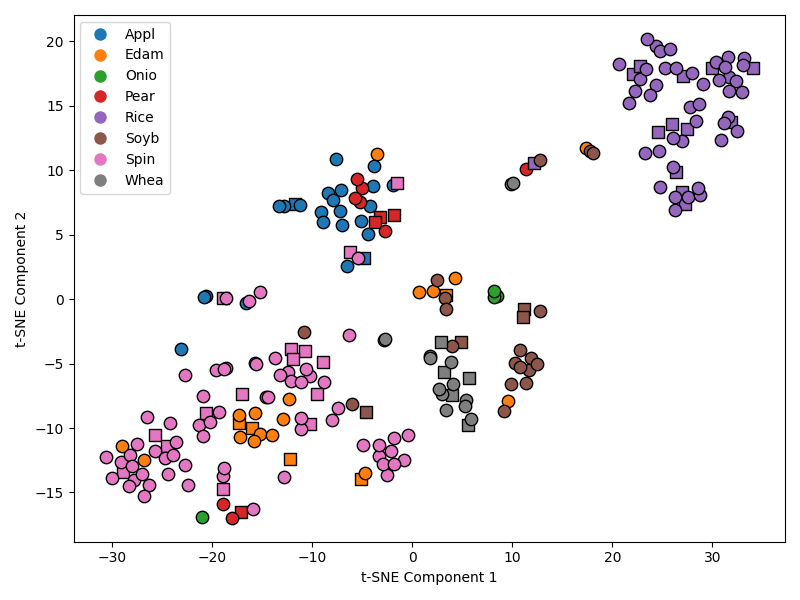 Appl
Edam
Onio
Pear
Rice
Soyb
Spin
Whea
t-SNE Component 2
20
15
10
5
0
−5
−10
−15
−30
−20
−10
0
10
20
30
t-SNE Component 1